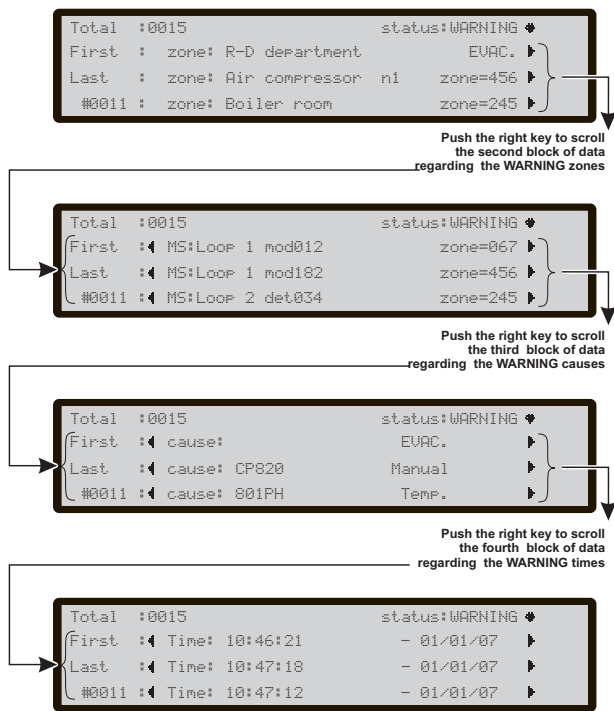 Total :0015 status:WARNING
First : zone: R-D department EVAC.
Last : zone: Air compressor n1 zone=456
#0011 : zone: Boiler room zone=245
Push the right key to scroll
the second block of data
regarding the WARNING zones
Total :0015 status:WARNING
First : MS:Loop 1 mod012 zone=067
Last : MS:Loop 1 mod182 zone=456
#0011 : MS:Loop 2 det034 zone=245
Push the right key to scroll
the third block of data
regarding the WARNING causes
Total :0015 status:WARNING
First : cause: EVAC.
Last : cause: CP820 Manual
#0011 : cause: 801PH Temp.
Push the right key to scroll
the fourth block of data
regarding the WARNING times
Total :0015 status:WARNING
First : Time: 10:46:21 - 01/01/07
Last : Time: 10:47:18 - 01/01/07
#0011 : Time: 10:47:12 - 01/01/07